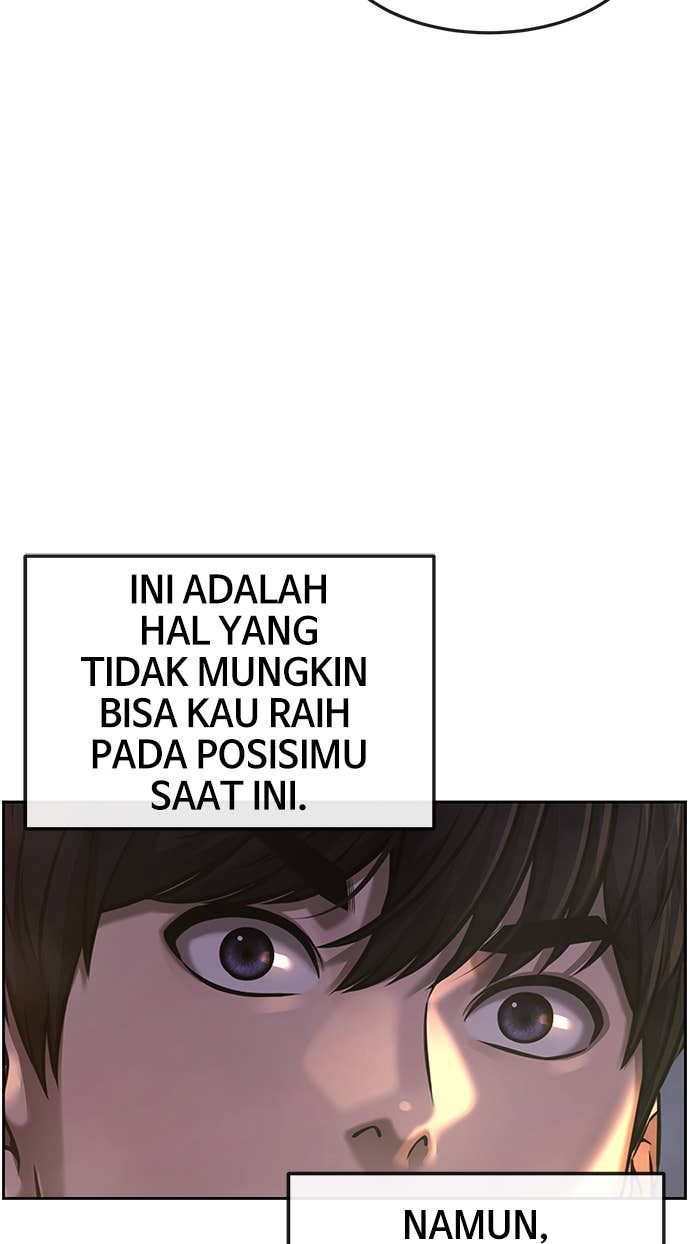 INI ADALAH
HAL YANG
TIDAK MUNGKIN
BISA KAU RAIH
PADA POSISIMU
SAAT INI.
NAMUN,